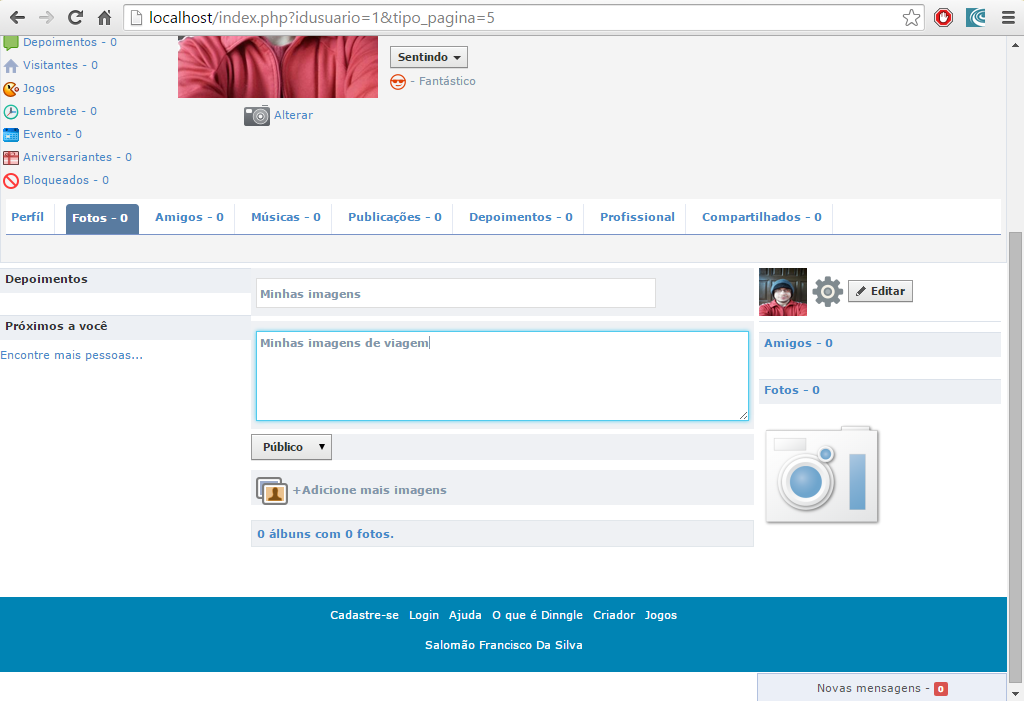 localhost/index.php?idusuario=1&tipo_pagina=5
Depoimentos - 0
Visitantes - 0
Jogos
Lembrete - 0
Evento - 0
Aniversariantes - 0
Bloqueados - 0
Sentindo
- Fantástico
Alterar
Perfíl Fotos - 0 Amigos - 0 Músicas - 0 Publicações - 0 Depoimentos - 0 Profissional Compartilhados - 0
Depoimentos
Próximos a você
Encontre mais pessoas...
Minhas imagens
Minhas imagens de viagem
Público
+Adicione mais imagens
0 álbuns com 0 fotos.
Editar
Amigos - 0
Fotos - 0
Cadastre-se Login Ajuda O que é Dinngle Criador Jogos
Salomão Francisco Da Silva
Novas mensagens - 0